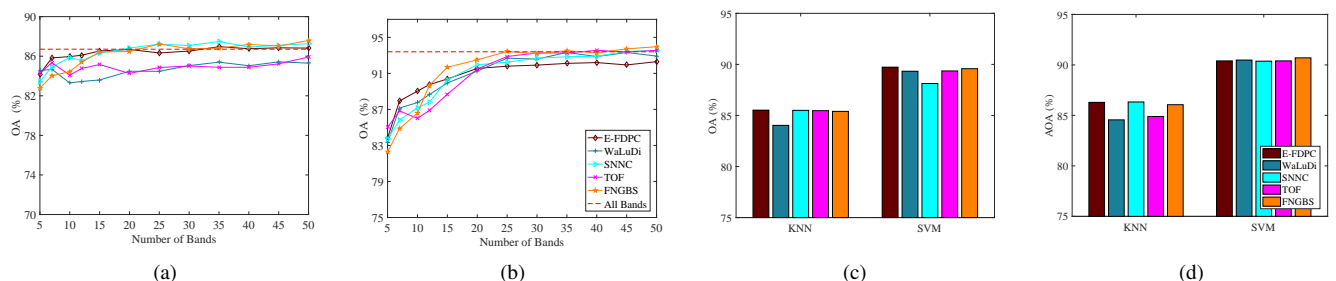 90
86
82
78
74
70
OA (%)
5 10 15 20 25 30 35 40 45 50
Number of Bands
(a)
95
91
87
83
79
75
OA (%)
5 10 15 20 25 30 35 40 45 50
Number of Bands
E-FDPC
WaLuDi
SNNC
TOF
FNGBS
All Bands
(b)
95
90
85
80
75
OA (%)
KNN SVM
(c)
95
90
85
80
75
AOA (%)
KNN SVM
E-FDPC
WaLuDi
SNNC
TOF
FNGBS
(d)